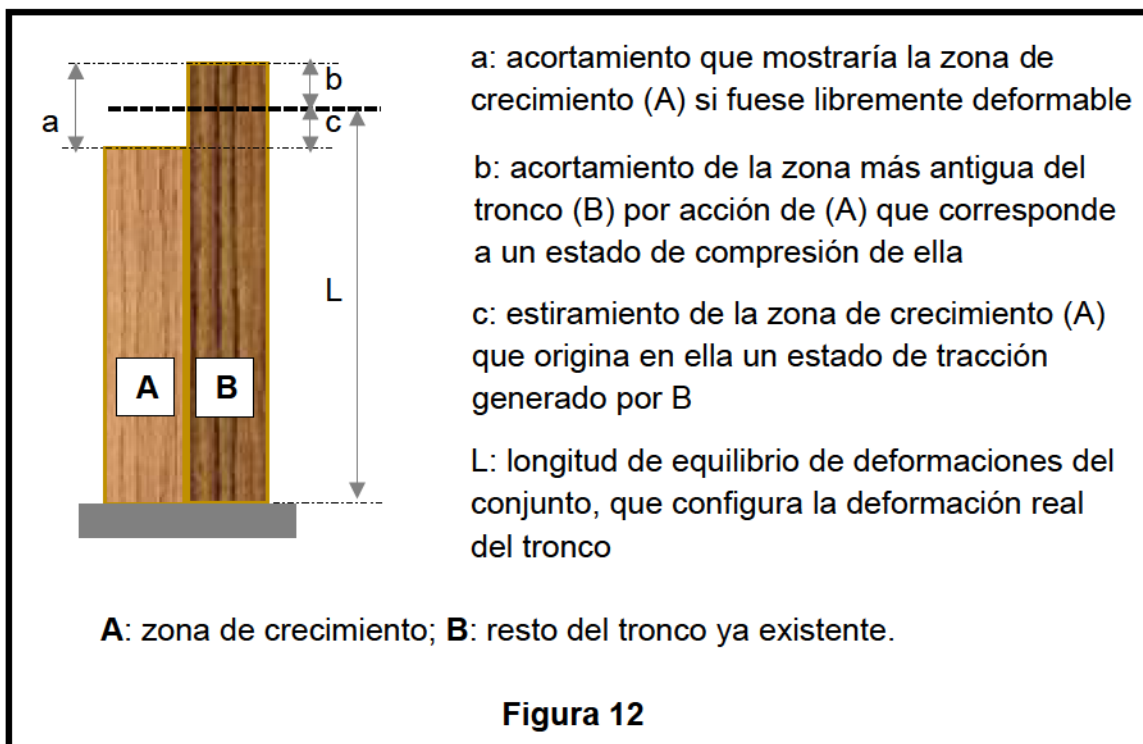 a: acortamiento que mostraría la zona de
crecimiento (A) si fuese libremente deformable
b: acortamiento de la zona más antigua del
tronco (B) por acción de (A) que corresponde
a un estado de compresión de ella
c: estiramiento de la zona de crecimiento (A)
que origina en ella un estado de tracción
generado por B
L: longitud de equilibrio de deformaciones del
conjunto, que configura la deformación real
del tronco
a
b
c
L
A
B
A: zona de crecimiento; B: resto del tronco ya existente.
Figura 12